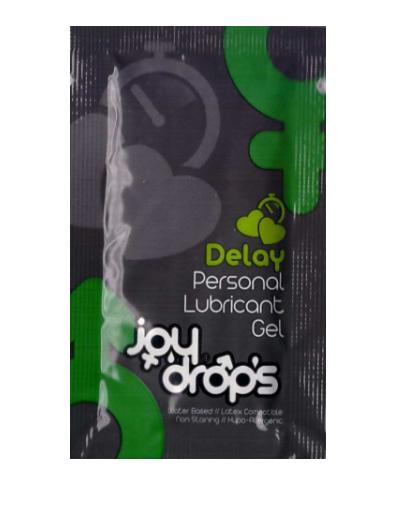 Delay
Personal
Lubricant
Gel
joy
drops
Water Based // Latex Compatible
Non Staining // Hypo-Allergenic